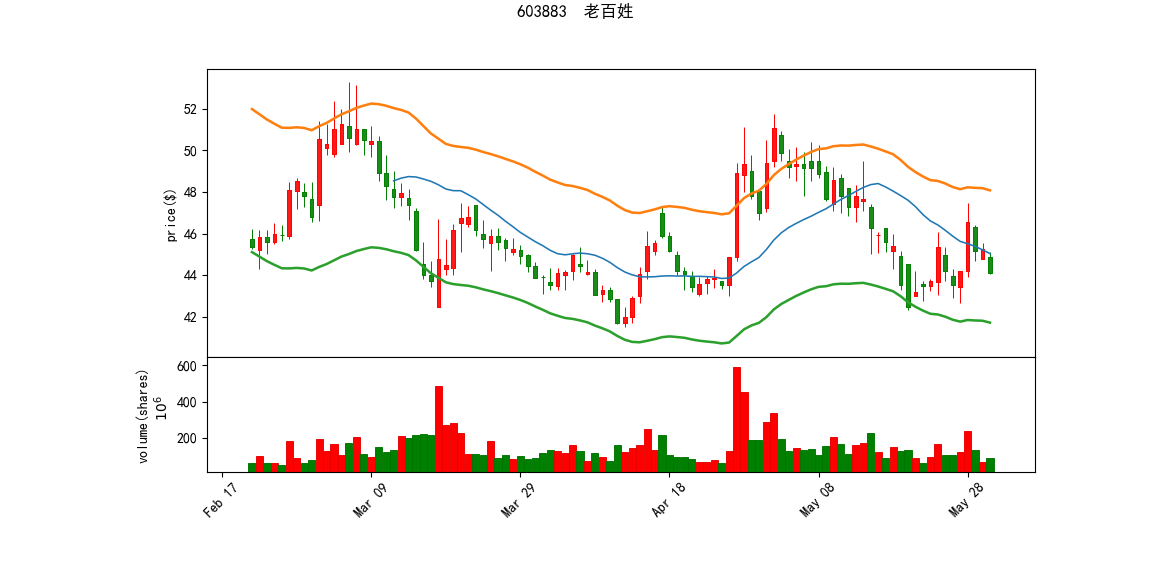 603883 老百姓
price($)
52
50
48
46
44
42
volume(shares)
10^6
600
400
200
Feb 17
Mar 09
Mar 29
Apr 18
May 08
May 28